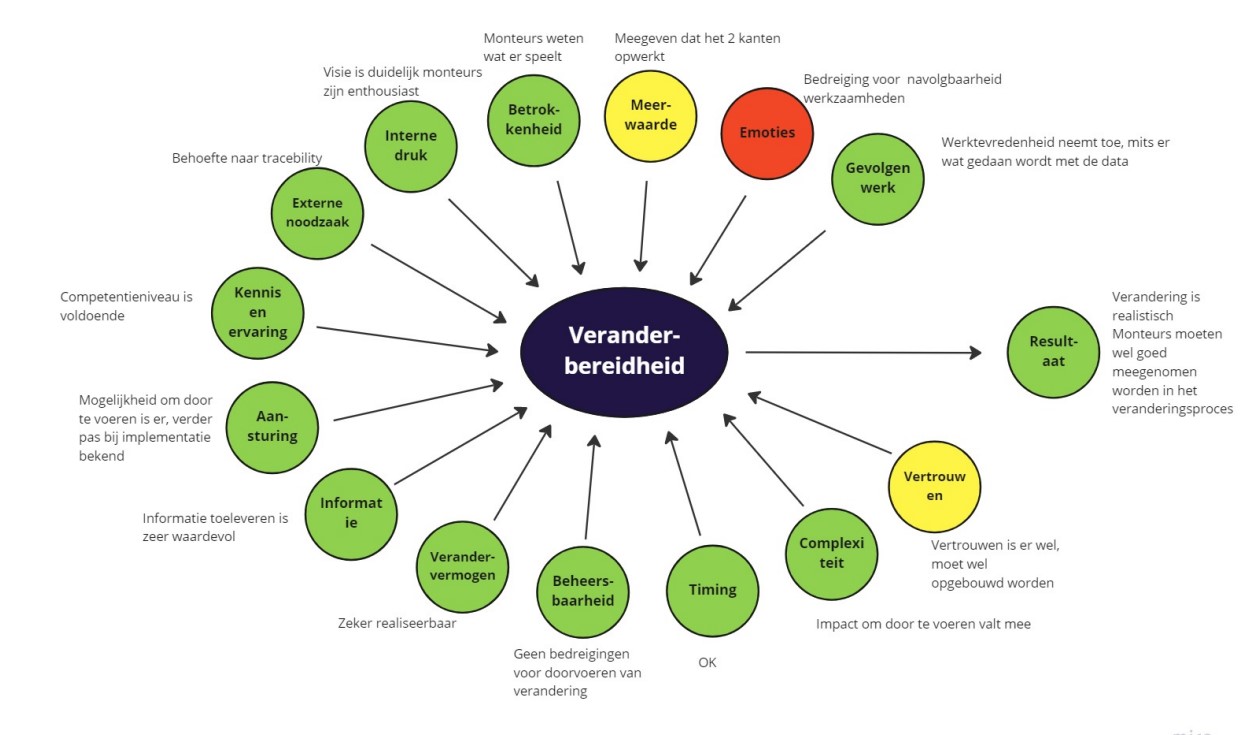 Monteurs weten
wat er speelt
Meegeven dat het 2 kanten
opwerkt
Visie is duidelijk monteurs
zijn enthousiast
Bedreiging voor navolgbaarheid
werkzaamheden
Betrok-
kenheid
Meer-
waarde
Emoties
Interne
druk
Werktevredenheid neemt toe, mits er
wat gedaan wordt met de data
Gevolgen
werk
Behoefte naar tracebility
Externe
noodzaak
Competentieniveau is
voldoende
Kennis
en
ervaring
Verander-
bereidheid
Result-
aat
Verandering is
realistisch
Monteurs moeten
wel goed
meegenomen
worden in het
veranderingsproces
Mogelijkheid om door
te voeren is er, verder
pas bij implementatie
bekend
Aan-
sturing
Vertrouw
en
Vertrouwen is er wel,
moet wel
opgebouwd worden
Informatie toeleveren is
zeer waardevol
Informat
ie
Verander-
vermogen
Zeker realiseerbaar
Beheers-
baarheid
Geen bedreigingen
voor doorvoeren van
verandering
Timing
OK
Complexi
teit
Impact om door te voeren valt mee